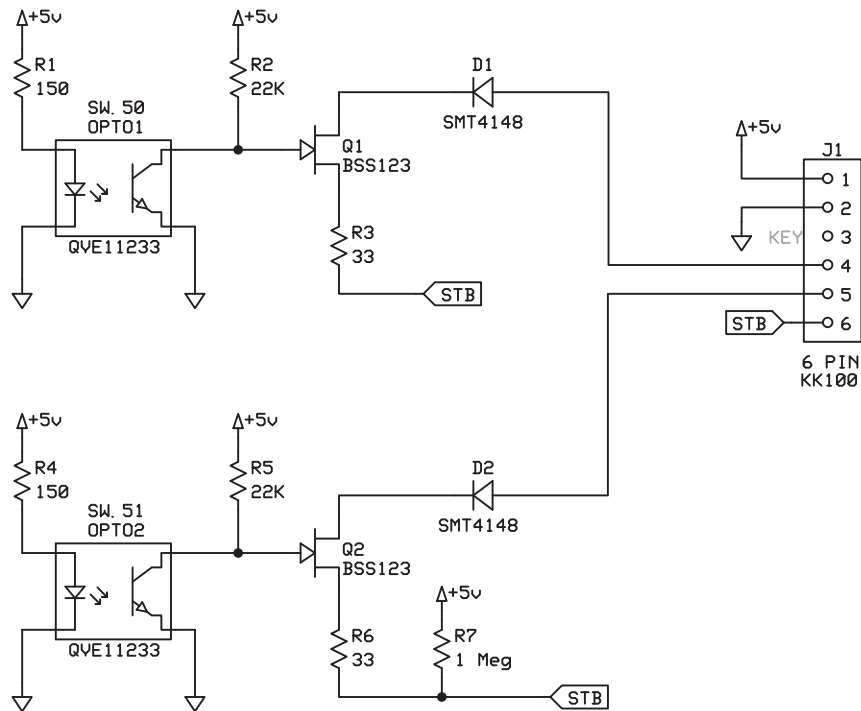 +5v
R1
150
SW. 50
OPTO1
QVE11233
+5v
R2
22K
Q1
BSS123
R3
33
STB
D1
SMT4148
+5v
J1
1
2
KEY 3
4
5
STB 6
6 PIN
KK100
+5v
R4
150
SW. 51
OPTO2
QVE11233
+5v
R5
22K
Q2
BSS123
R6
33
D2
SMT4148
+5v
R7
1 Meg
STB